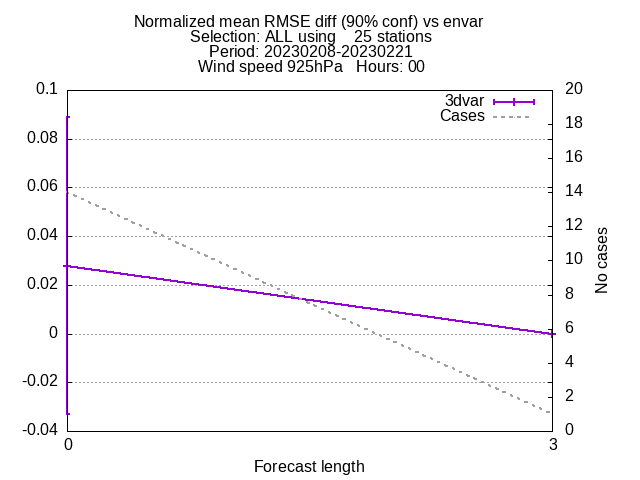 Normalized mean RMSE diff (90% conf) vs envar
Selection: ALL using    25 stations
Period: 20230208-20230221
Wind speed 925hPa   Hours: 00
3dvar
Cases
0.1
0.08
0.06
0.04
0.02
0
-0.02
-0.04
20
18
16
14
12
10
8
6
4
2
0
No cases
0
3
Forecast length